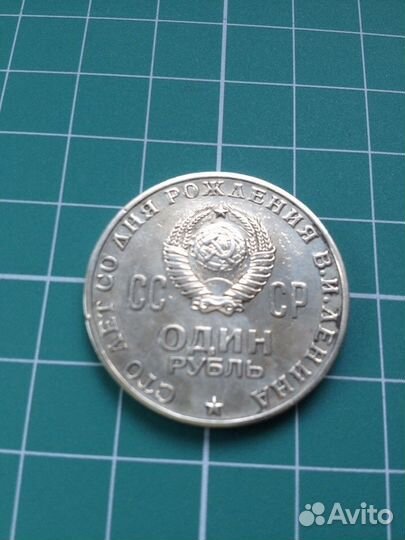 СТО ЛЕТ СО ДНЯ РОЖДЕНИЯ В.И.ЛЕНИНА
СС СР
ОДИН
РУБЛЬ
Avito